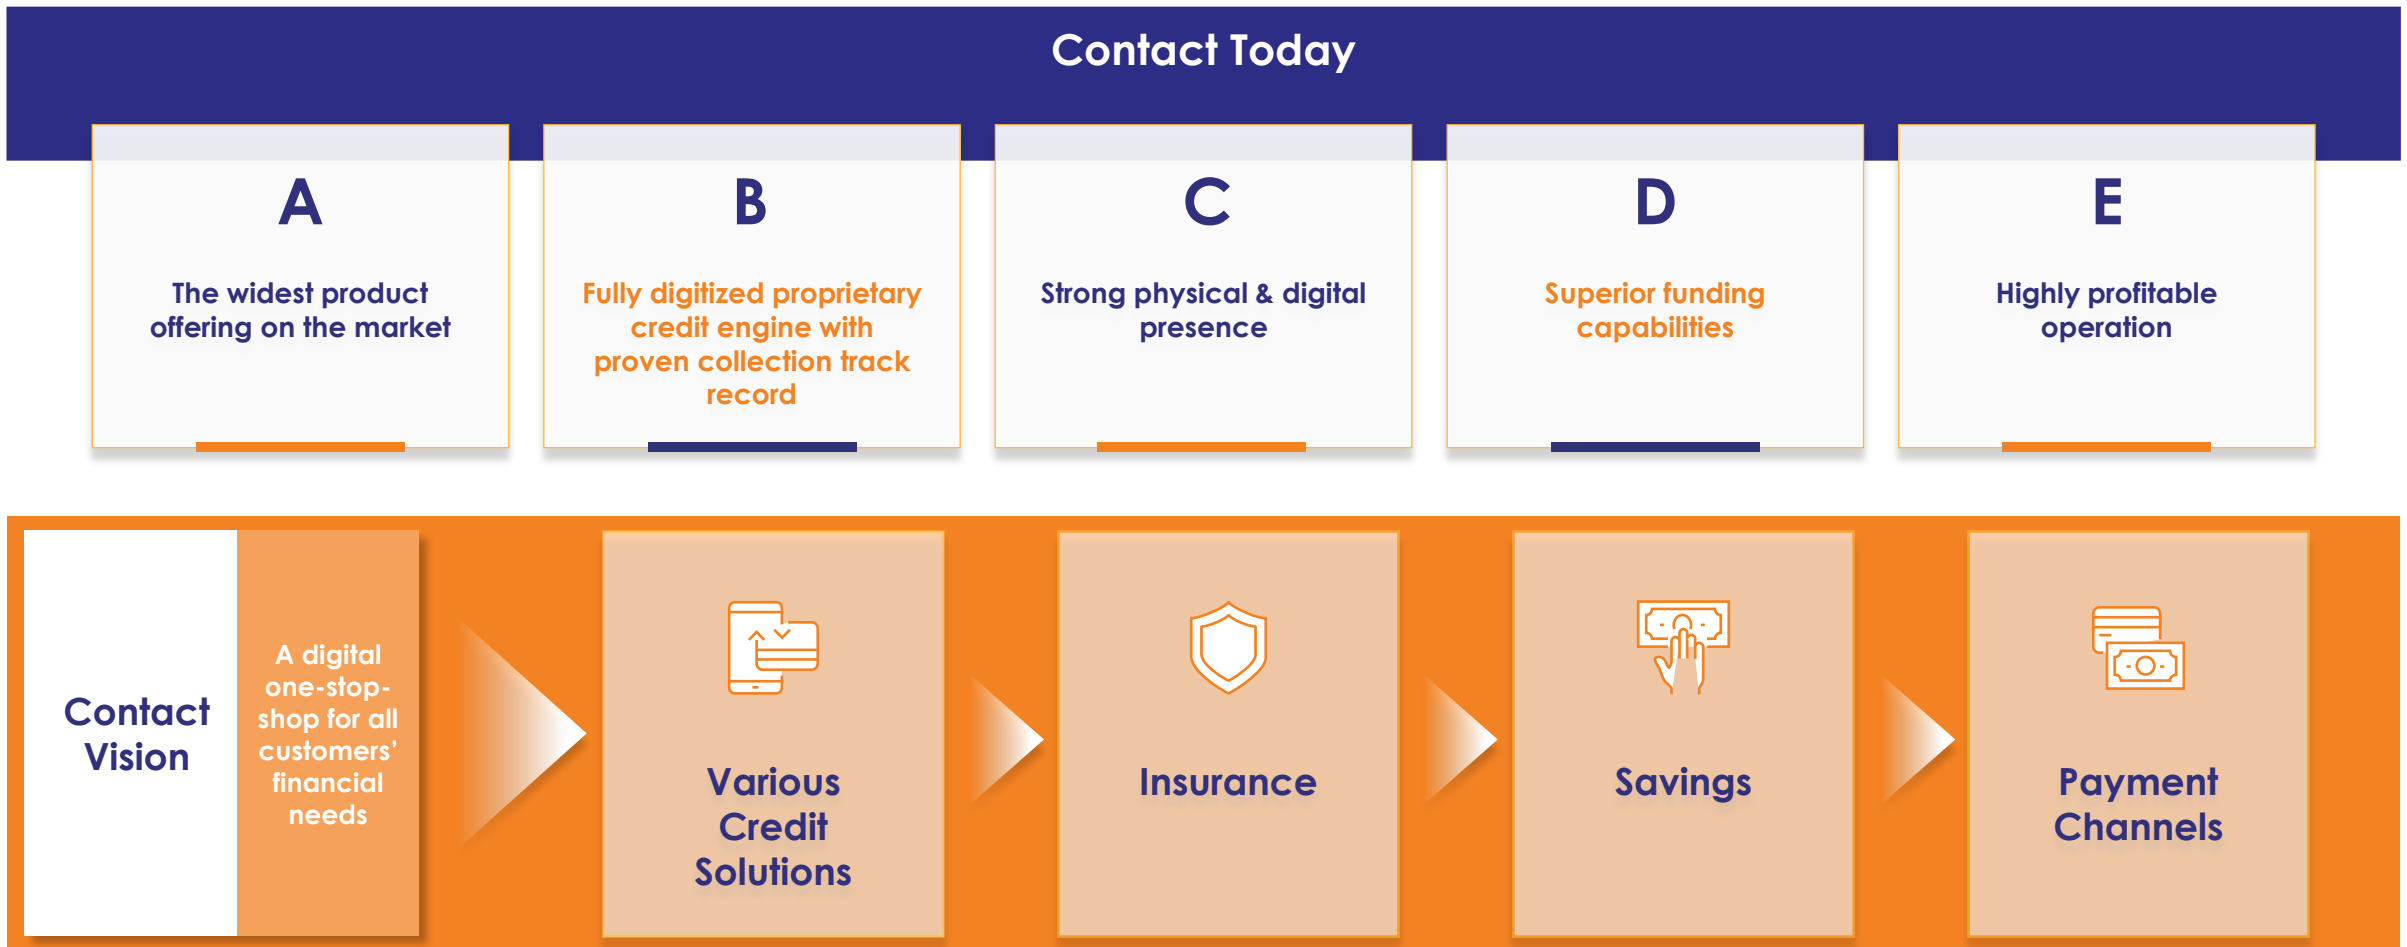 Contact Today
A
The widest product
offering on the market
B
Fully digitized proprietary
credit engine with
proven collection track
record
C
Strong physical & digital
presence
D
Superior funding
capabilities
E
Highly profitable
operation
Contact
Vision
A digital
one-stop-
shop for all
customers’
financial
needs
Various
Credit
Solutions
Insurance
Savings
Payment
Channels